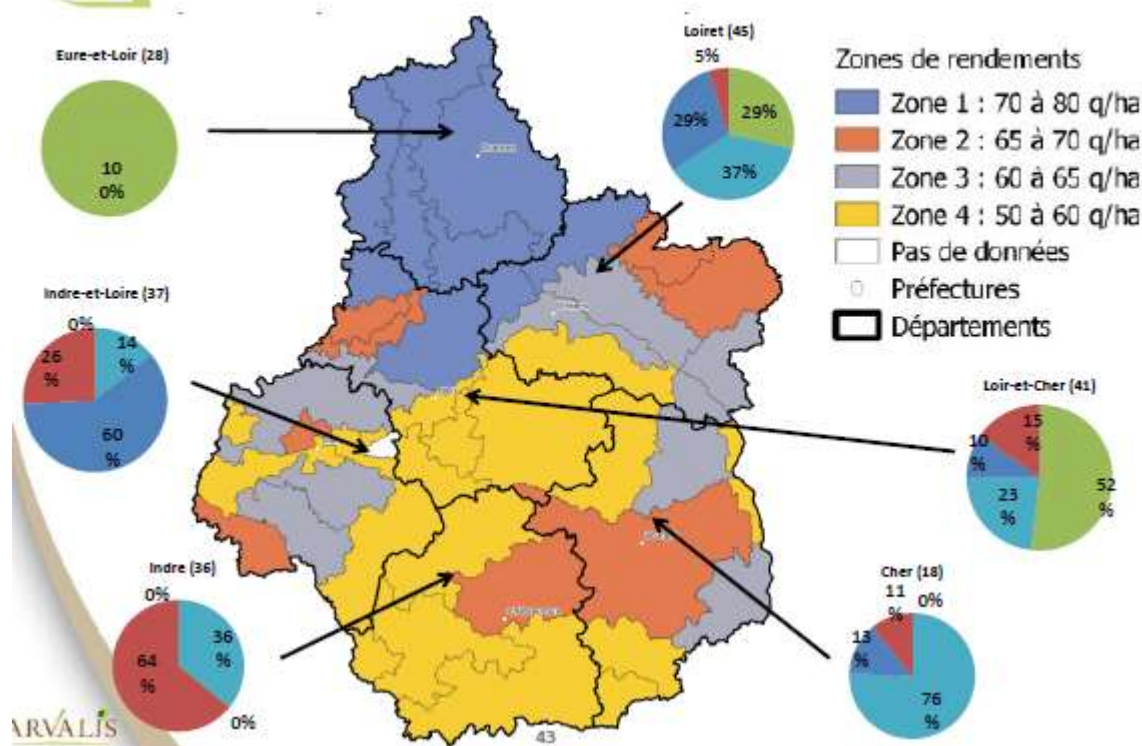 Eure-et-Loir (28)
10
0%
Loiret (45)
5%
29%
29%
37%
Zones de rendements
Zone 1 : 70 à 80 q/ha
Zone 2 : 65 à 70 q/ha
Zone 3 : 60 à 65 q/ha
Zone 4 : 50 à 60 q/ha
Pas de données
Préfectures
Départements
Indre-et-Loire (37)
0%
14
%
26
%
60
%
Loir-et-Cher (41)
15
%
10
%
23
%
52
%
Indre (36)
0%
36
%
64
%
0%
Cher (18)
11
%
0%
13
%
76
%
ARVALIS
43